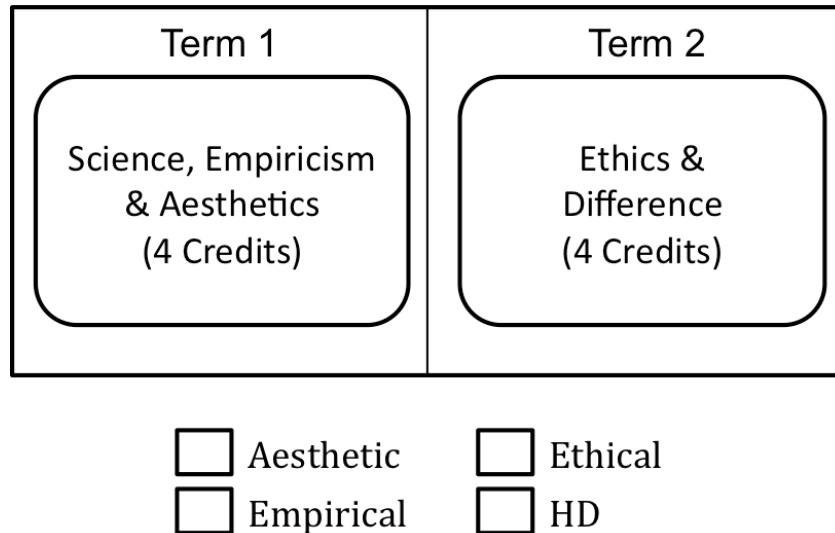 Term 1
Science, Empiricism
& Aesthetics
(4 Credits)
Term 2
Ethics &
Difference
(4 Credits)
Aesthetic
Empirical
Ethical
HD